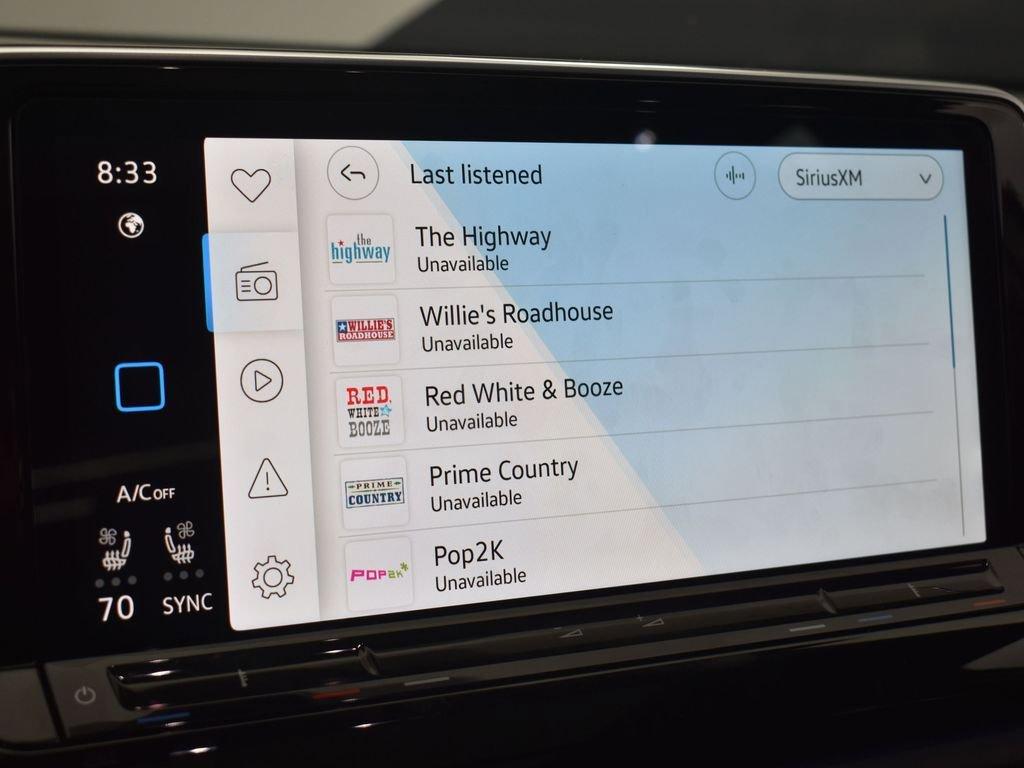 8:33
Last listened
SiriusXM
the
highway
The Highway
Unavailable
WILLIE'S
ROADHOUSE
Willie's Roadhouse
Unavailable
RED,
WHITE
BOOZE
Red White & Booze
Unavailable
PRIME
COUNTRY
Prime Country
Unavailable
POP2K
Pop2K
Unavailable
A/C OFF
70
SYNC